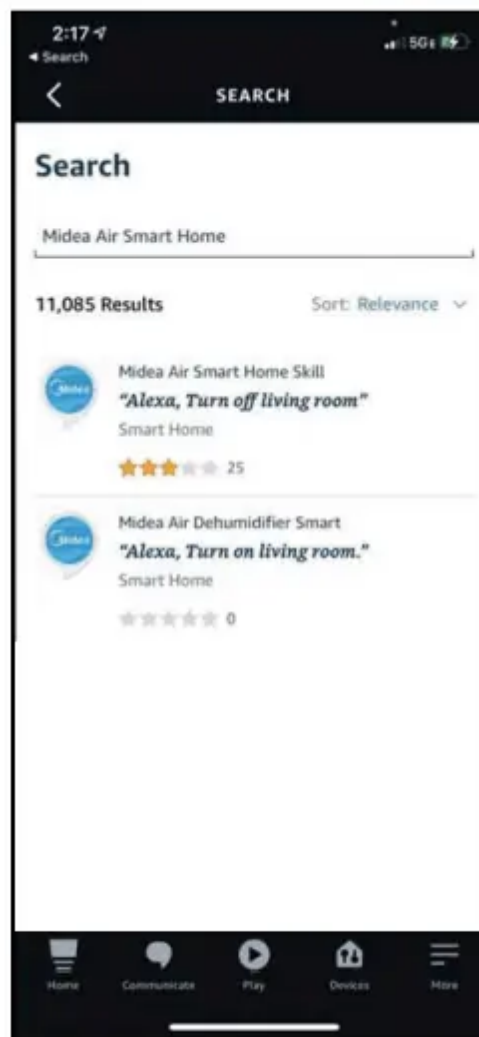 2:17
5G
◀ Search
SEARCH
Search
Midea Air Smart Home
11,085 Results
Sort: Relevance
Midea Air Smart Home Skill
“Alexa, Turn off living room”
Smart Home
25
Midea
Midea Air Dehumidifier Smart
“Alexa, Turn on living room.”
Smart Home
0
Midea
Home
Communicate
Play
Devices
More